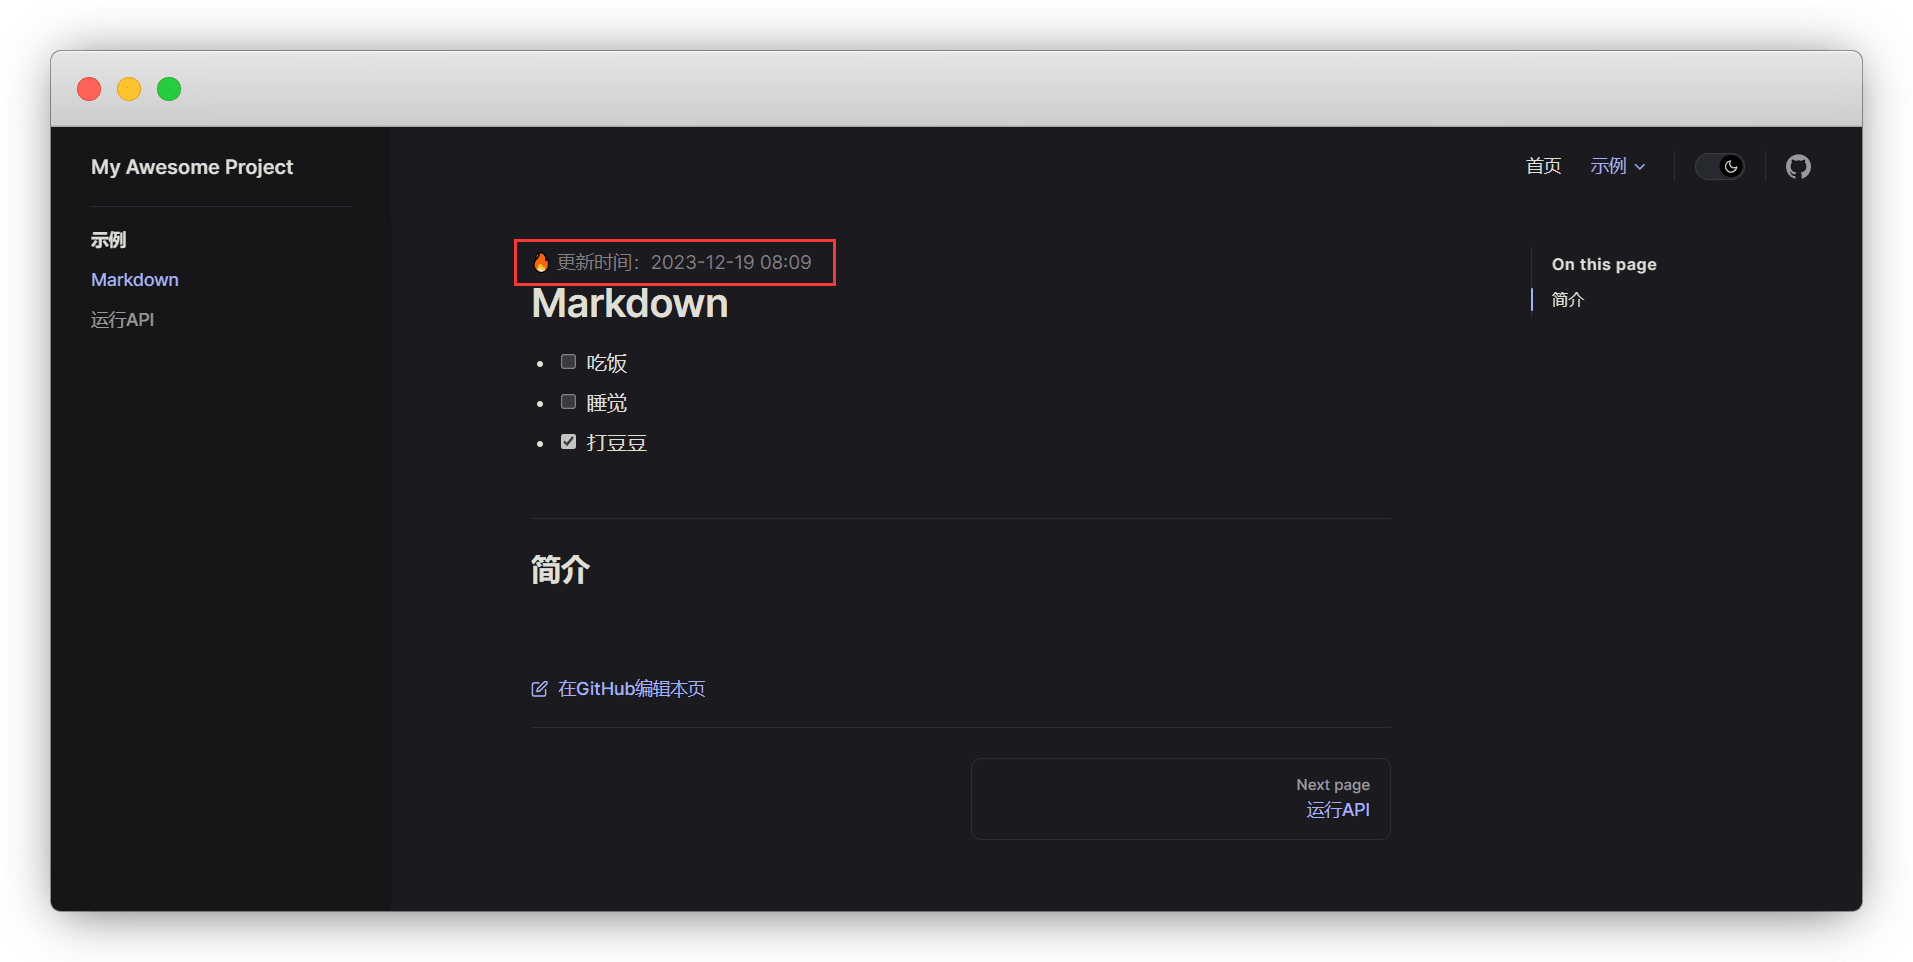 My Awesome Project
首页 示例
示例
Markdown
运行API
🔥 更新时间：2023-12-19 08:09
Markdown
吃饭
睡觉
打豆豆
简介
在GitHub编辑本页
Next page
运行API
On this page
简介